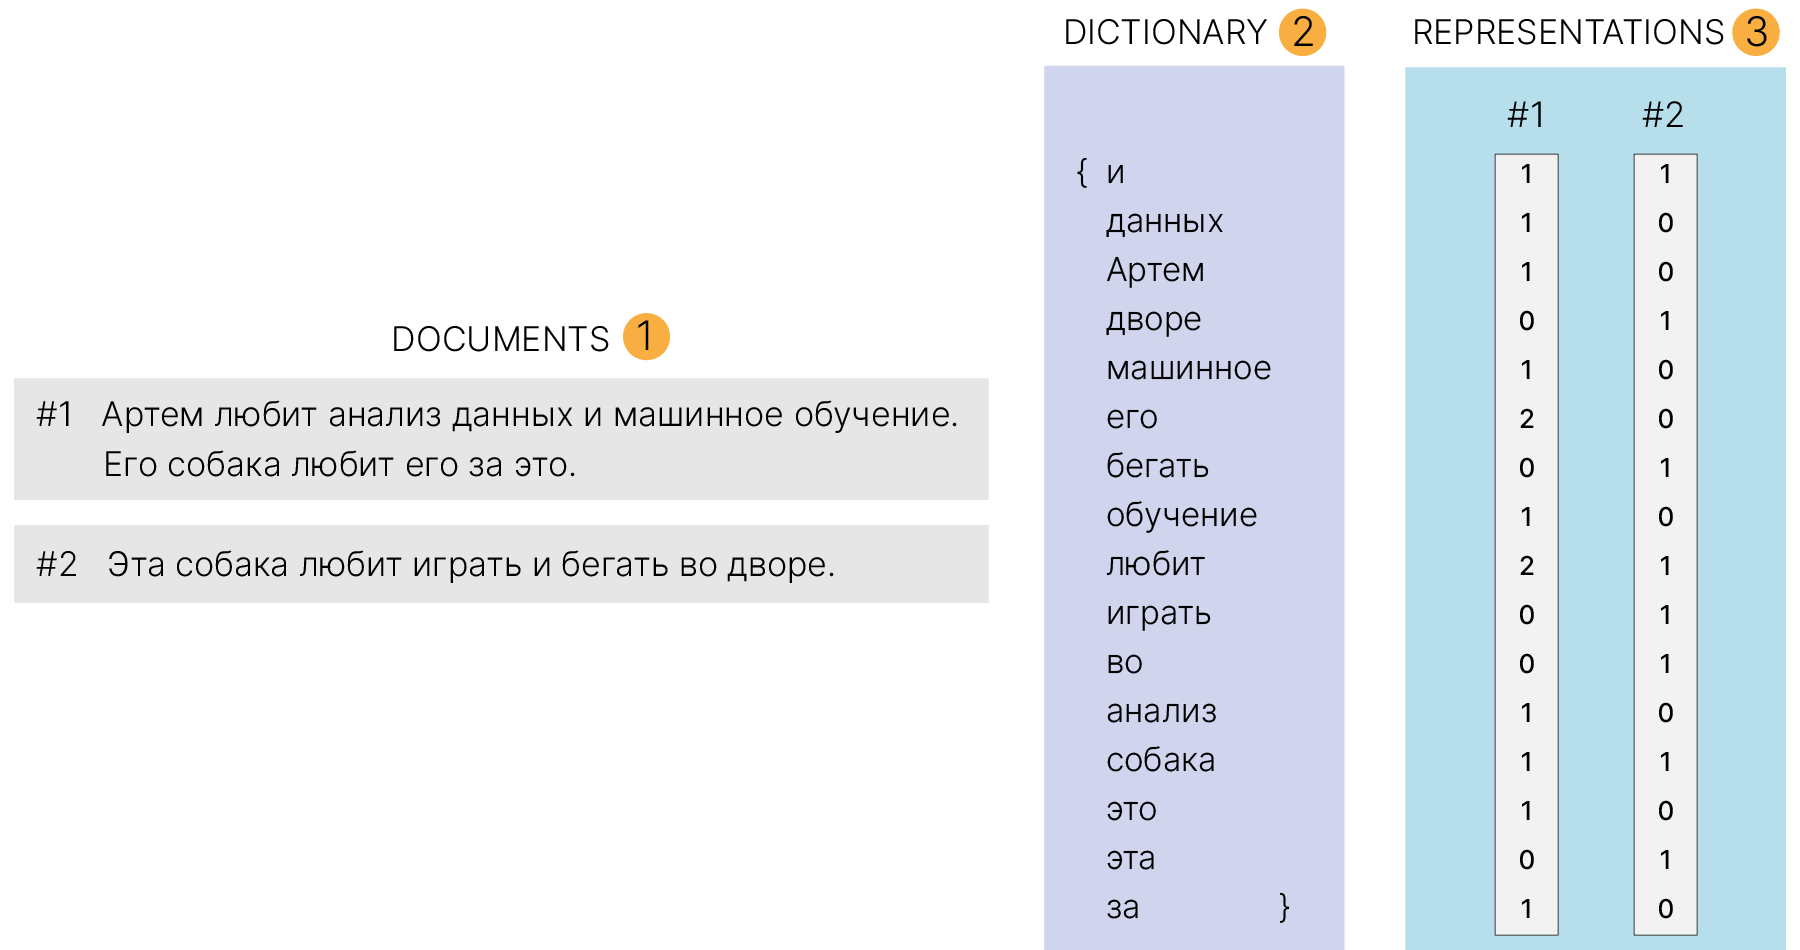 DOCUMENTS 1
#1 Артем любит анализ данных и машинное обучение.
Его собака любит его за это.
#2 Эта собака любит играть и бегать во дворе.
DICTIONARY 2
{ и
данных
Артем
дворе
машинное
его
бегать
обучение
любит
играть
во
анализ
собака
это
эта
за }
REPRESENTATIONS 3
#1 #2
1 1
1 0
1 0
0 1
1 0
2 0
0 1
1 0
2 1
0 1
0 1
1 0
1 1
1 0
0 1
1 0